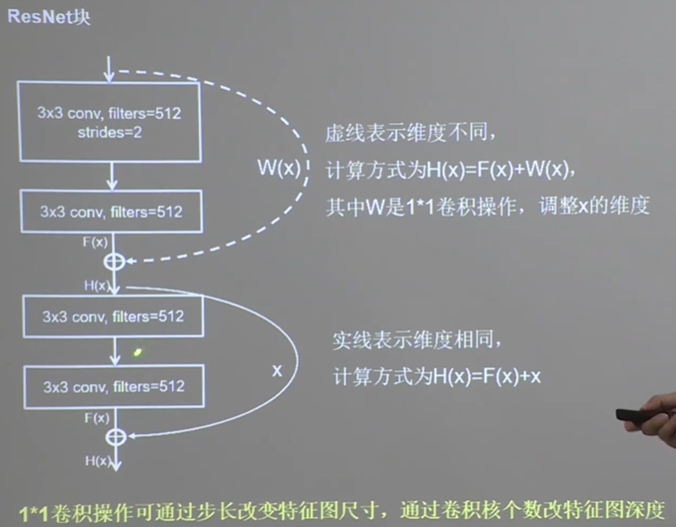 ResNet块
3x3 conv, filters=512
strides=2
W(x)
虚线表示维度不同，
计算方式为H(x)=F(x)+W(x)，
其中W是1*1卷积操作，调整x的维度
3x3 conv, filters=512
F(x)
H(x)
3x3 conv, filters=512
x
实线表示维度相同，
计算方式为H(x)=F(x)+x
3x3 conv, filters=512
F(x)
H(x)
1*1卷积操作可通过步长改变特征图尺寸，通过卷积核个数改特征图深度